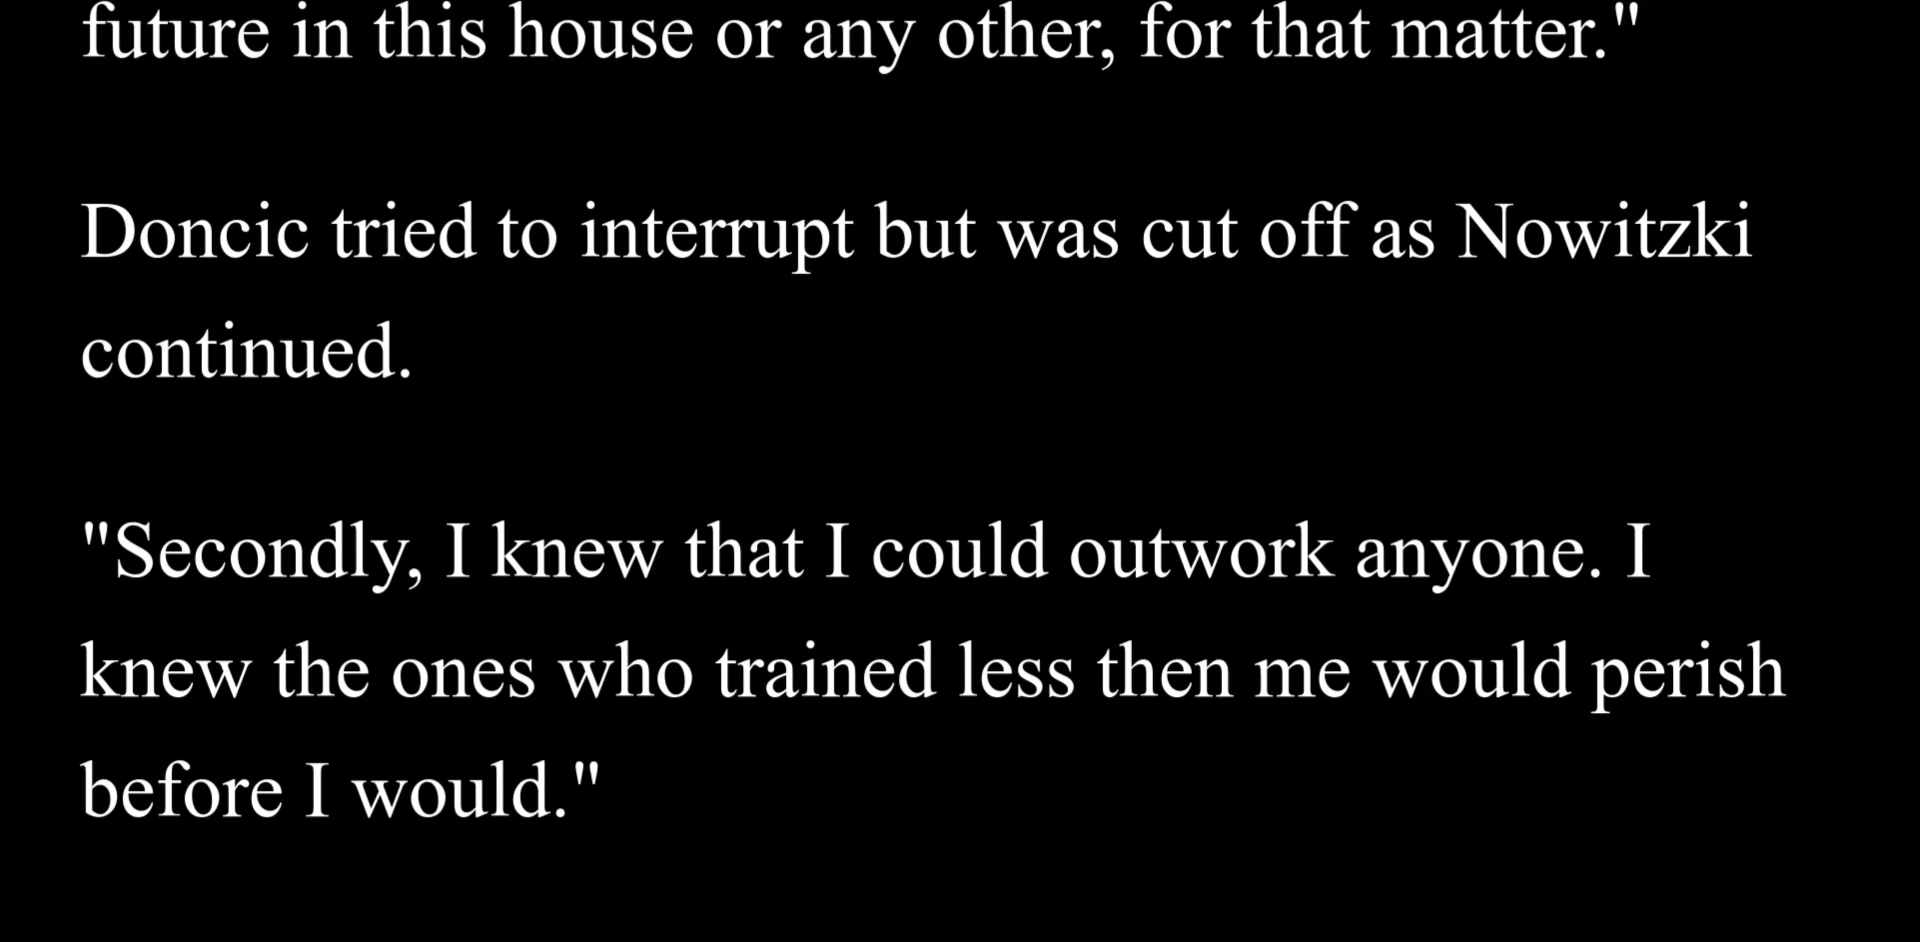 future in this house or any other, for that matter."
Doncic tried to interrupt but was cut off as Nowitzki
continued.
"Secondly, I knew that I could outwork anyone. I
knew the ones who trained less then me would perish
before I would."